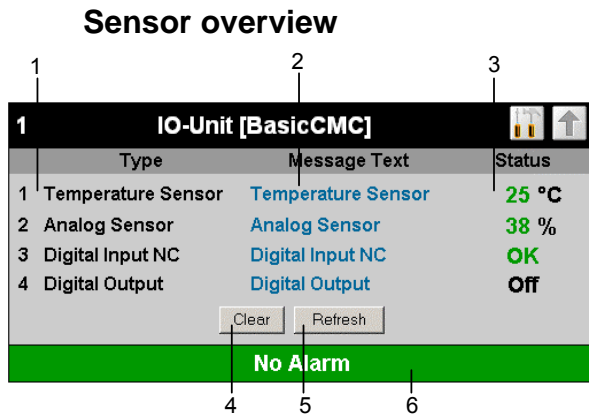 Sensor overview
1 2 3
1 IO-Unit [BasicCMC]
Type Message Text Status
1 Temperature Sensor Temperature Sensor 25 °C
2 Analog Sensor Analog Sensor 38 %
3 Digital Input NC Digital Input NC OK
4 Digital Output Digital Output Off
Clear Refresh
No Alarm
4 5 6